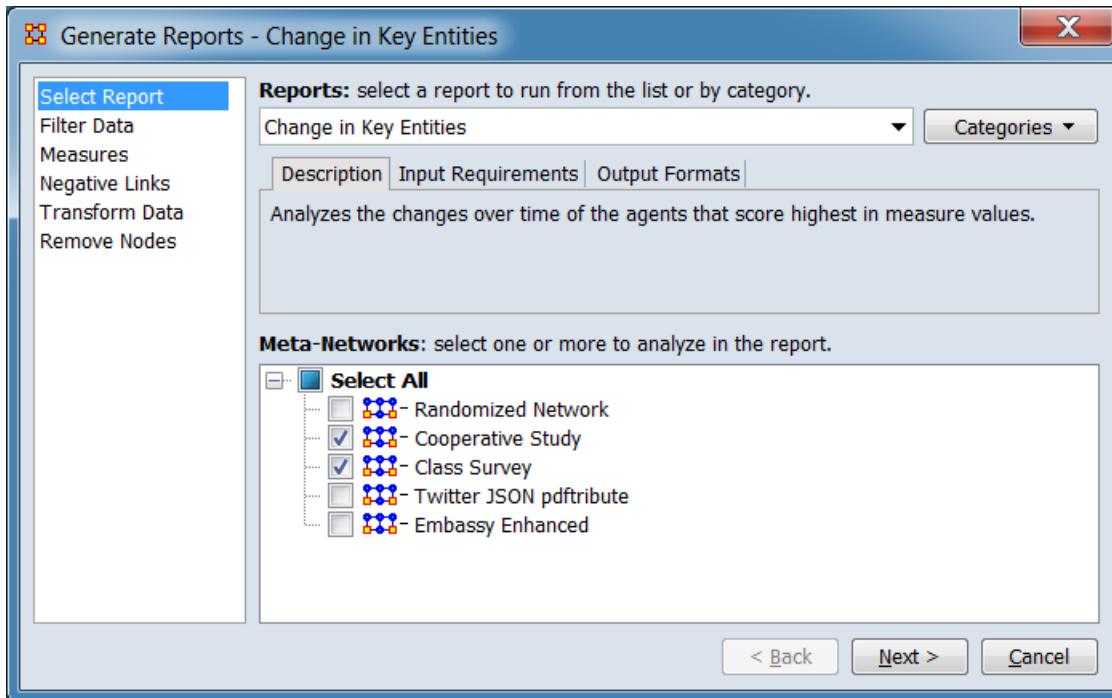 Generate Reports - Change in Key Entities
X
Select Report
Filter Data
Measures
Negative Links
Transform Data
Remove Nodes
Reports: select a report to run from the list or by category.
Change in Key Entities
Categories
Description Input Requirements Output Formats
Analyzes the changes over time of the agents that score highest in measure values.
Meta-Networks: select one or more to analyze in the report.
Select All
Randomized Network
Cooperative Study
Class Survey
Twitter JSON pdftribute
Embassy Enhanced
< Back Next > Cancel